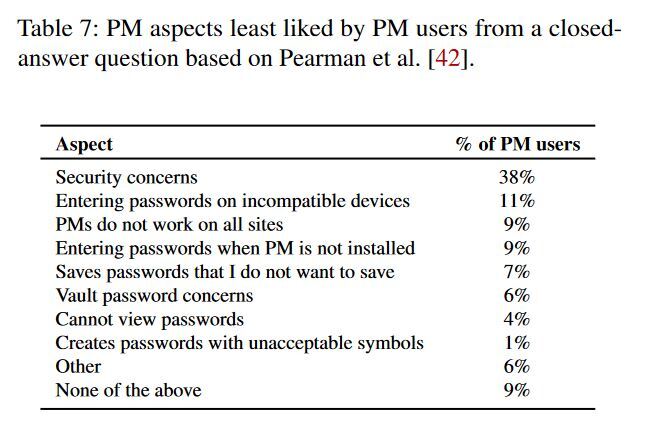 Table 7: PM aspects least liked by PM users from a closed-
answer question based on Pearman et al. [42].
Aspect % of PM users
Security concerns 38%
Entering passwords on incompatible devices 11%
PMs do not work on all sites 9%
Entering passwords when PM is not installed 9%
Saves passwords that I do not want to save 7%
Vault password concerns 6%
Cannot view passwords 4%
Creates passwords with unacceptable symbols 1%
Other 6%
None of the above 9%